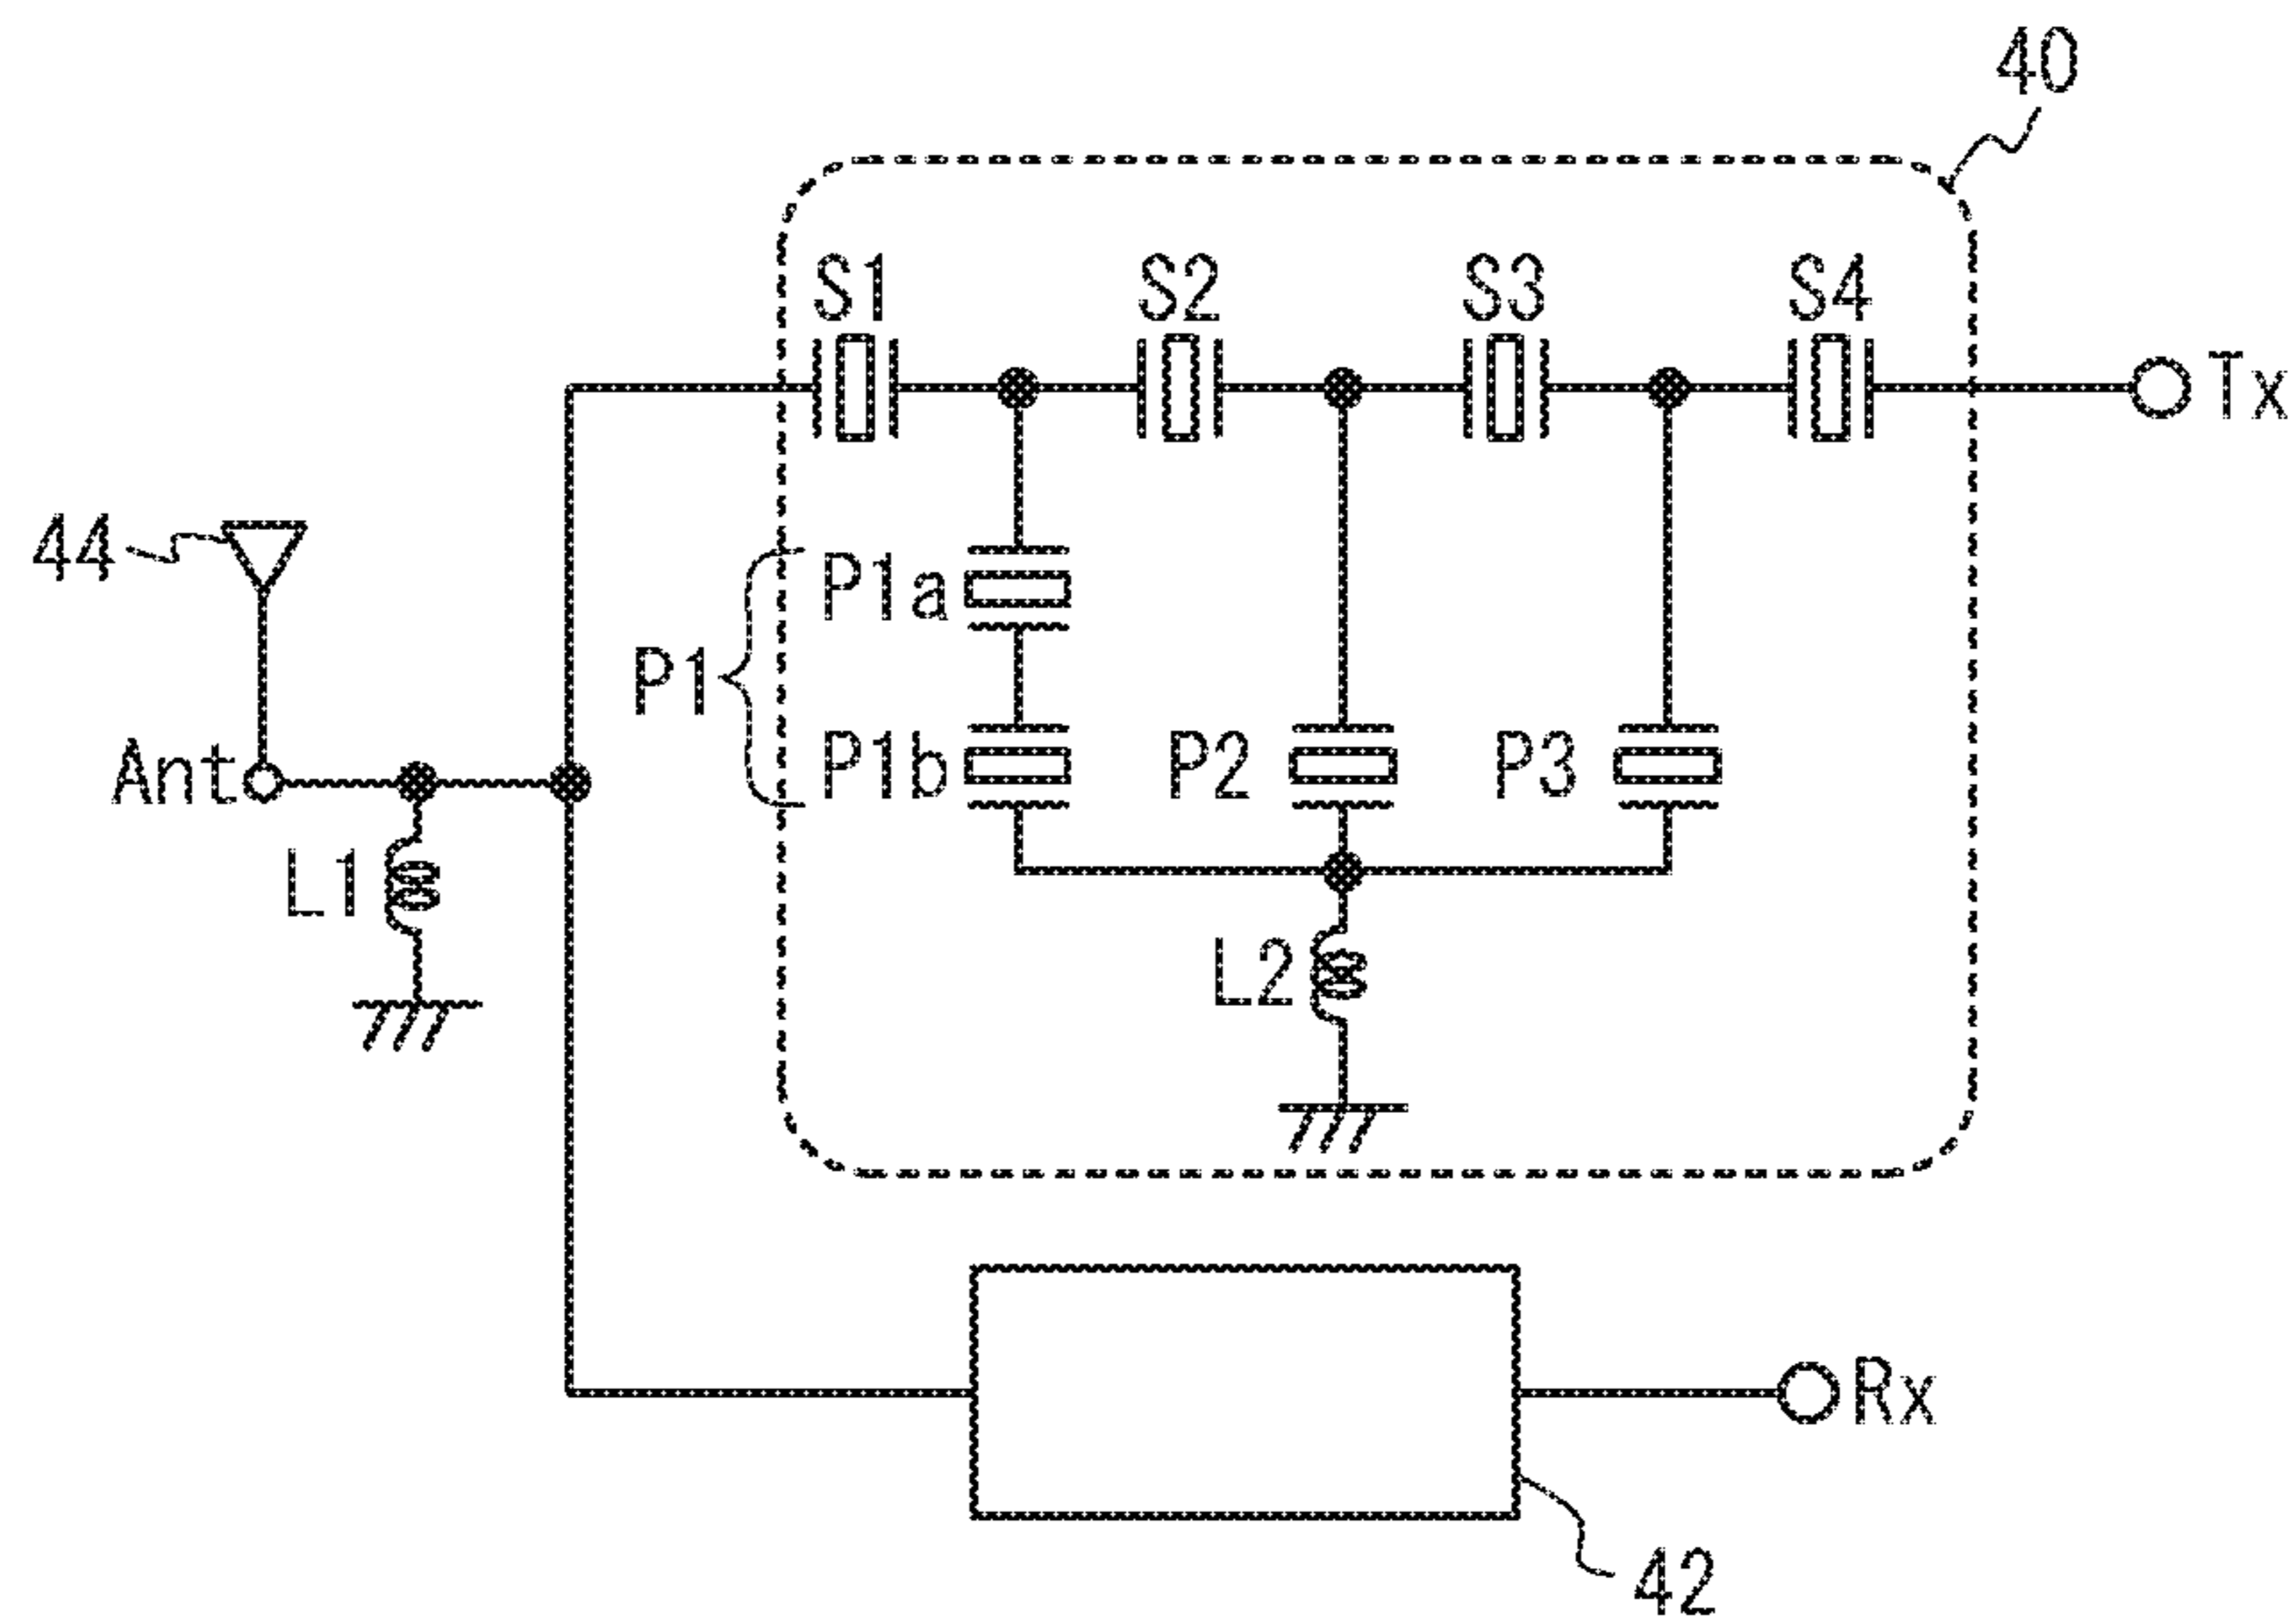 40
S1 S2 S3 S4
Tx
44
P1a
P1
P1b P2 P3
Ant
L1
L2
Rx
42